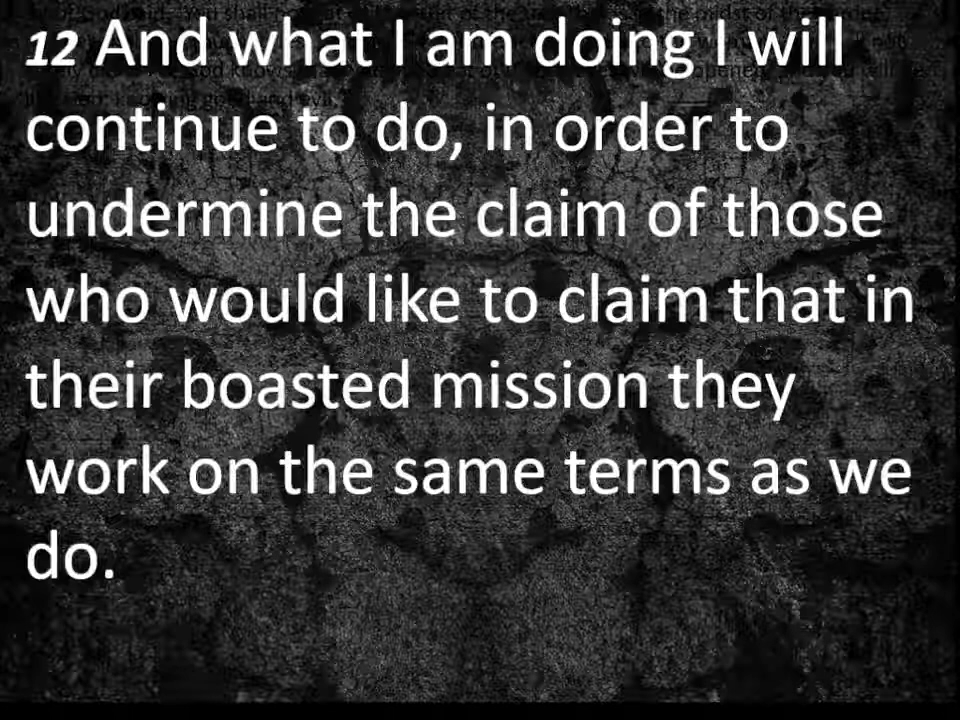 12 And what I am doing I will
continue to do, in order to
undermine the claim of those
who would like to claim that in
their boasted mission they
work on the same terms as we
do.